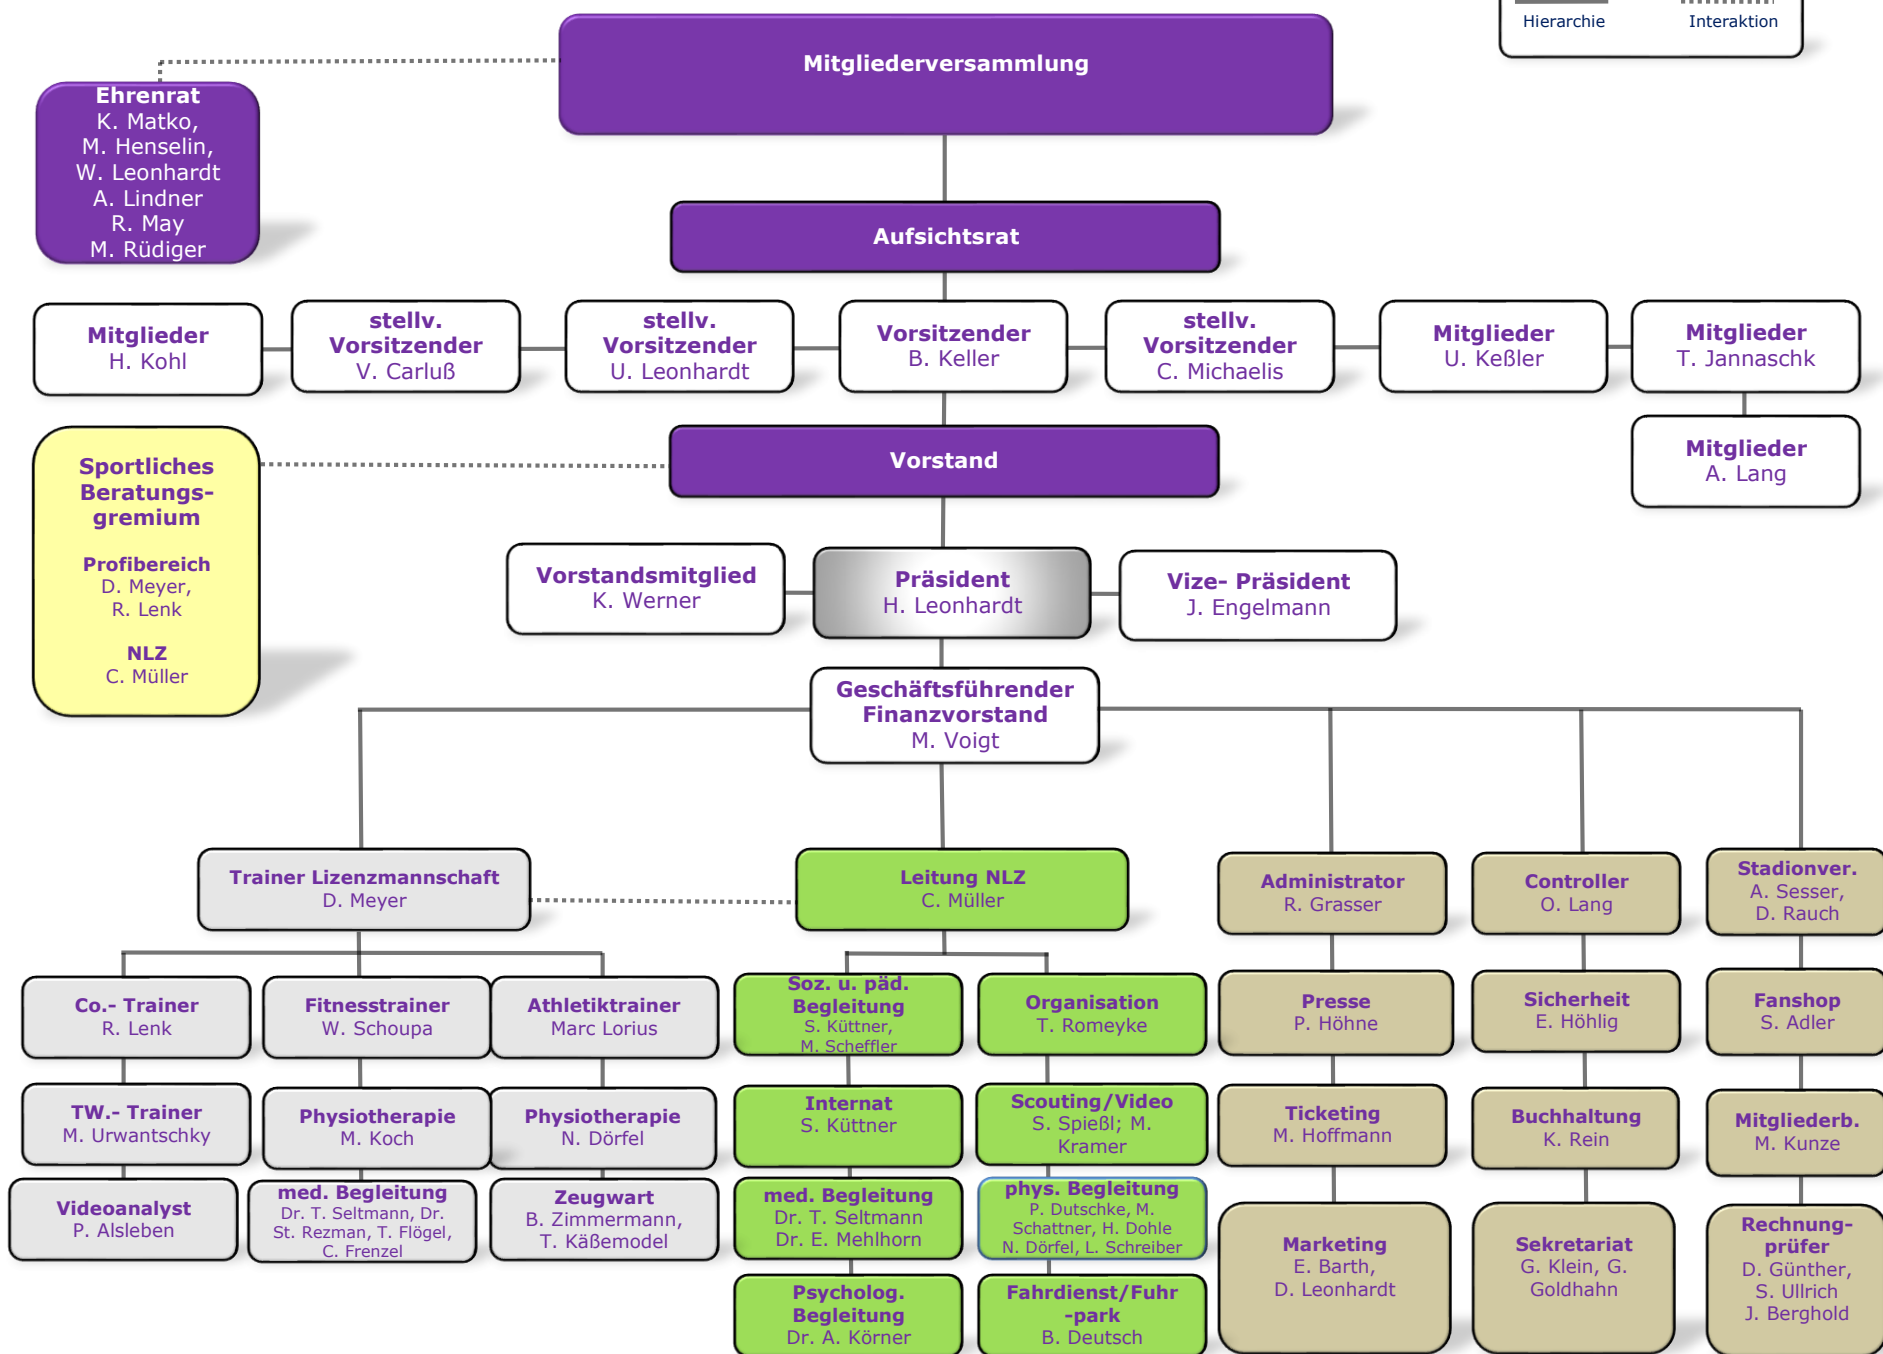 Hierarchie
Interaktion
Mitgliederversammlung
Ehrenrat
K. Matko,
M. Henselin,
W. Leonhardt
A. Lindner
R. May
M. Rüdiger
Aufsichtsrat
Mitglieder
H. Kohl
stellv.
Vorsitzender
V. Carluß
stellv.
Vorsitzender
U. Leonhardt
Vorsitzender
B. Keller
stellv.
Vorsitzender
C. Michaelis
Mitglieder
U. Keßler
Mitglieder
T. Jannaschk
Mitglieder
A. Lang
Sportliches
Beratungs-
gremium
Profibereich
D. Meyer,
R. Lenk
NLZ
C. Müller
Vorstand
Vorstandsmitglied
K. Werner
Präsident
H. Leonhardt
Vize- Präsident
J. Engelmann
Geschäftsführender
Finanzvorstand
M. Voigt
Trainer Lizenzmannschaft
D. Meyer
Leitung NLZ
C. Müller
Administrator
R. Grasser
Controller
O. Lang
Stadionver.
A. Sesser,
D. Rauch
Co.- Trainer
R. Lenk
Fitnesstrainer
W. Schoupa
Athletiktrainer
Marc Lorius
Soz. u. päd.
Begleitung
S. Küttner,
M. Scheffler
Organisation
T. Romeyke
Presse
P. Höhne
Sicherheit
E. Höhlig
Fanshop
S. Adler
TW.- Trainer
M. Urwantschky
Physiotherapie
M. Koch
Physiotherapie
N. Dörfel
Internat
S. Küttner
Scouting/Video
S. Spießl; M.
Kramer
Ticketing
M. Hoffmann
Buchhaltung
K. Rein
Mitgliederb.
M. Kunze
Videoanalyst
P. Alsleben
med. Begleitung
Dr. T. Seltmann, Dr.
St. Rezman, T. Flögel,
C. Frenzel
Zeugwart
B. Zimmermann,
T. Käßemodel
med. Begleitung
Dr. T. Seltmann
Dr. E. Mehlhorn
phys. Begleitung
P. Dutschke, M.
Schattner, H. Dohle
N. Dörfel, L. Schreiber
Marketing
E. Barth,
D. Leonhardt
Sekretariat
G. Klein, G.
Goldhahn
Rechnung-
prüfer
D. Günther,
S. Ullrich
J. Berghold
Psycholog.
Begleitung
Dr. A. Körner
Fahrdienst/Fuhr
-park
B. Deutsch